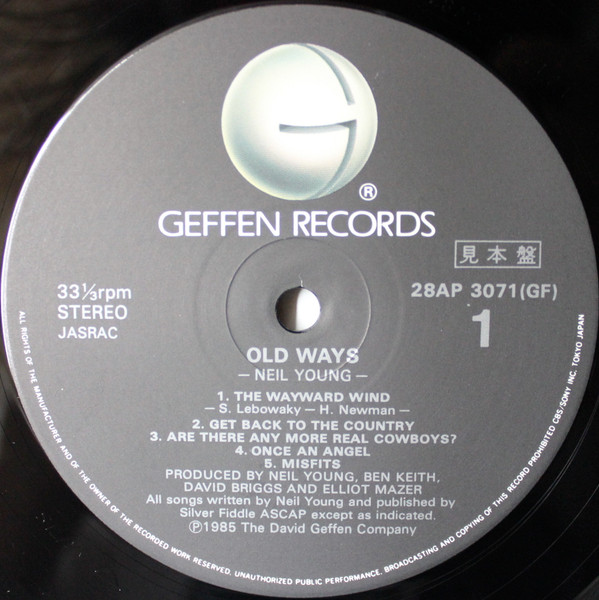 ®
GEFFEN RECORDS
見本盤
33⅓rpm
STEREO
JASRAC
28AP 3071(GF)
1
OLD WAYS
— NEIL YOUNG —
1. THE WAYWARD WIND
— S. Lebowaky — H. Newman —
2. GET BACK TO THE COUNTRY
3. ARE THERE ANY MORE REAL COWBOYS?
4. ONCE AN ANGEL
5. MISFITS
PRODUCED BY NEIL YOUNG, BEN KEITH,
DAVID BRIGGS AND ELLIOT MAZER
All songs written by Neil Young and published by
Silver Fiddle ASCAP except as indicated.
Ⓟ1985 The David Geffen Company
ALL RIGHTS OF THE MANUFACTURER AND OF THE OWNER OF THE RECORDED WORK RESERVED. UNAUTHORIZED PUBLIC PERFORMANCE, BROADCASTING AND COPYING OF THIS RECORD PROHIBITED CBS/SONY INC. TOKYO JAPAN